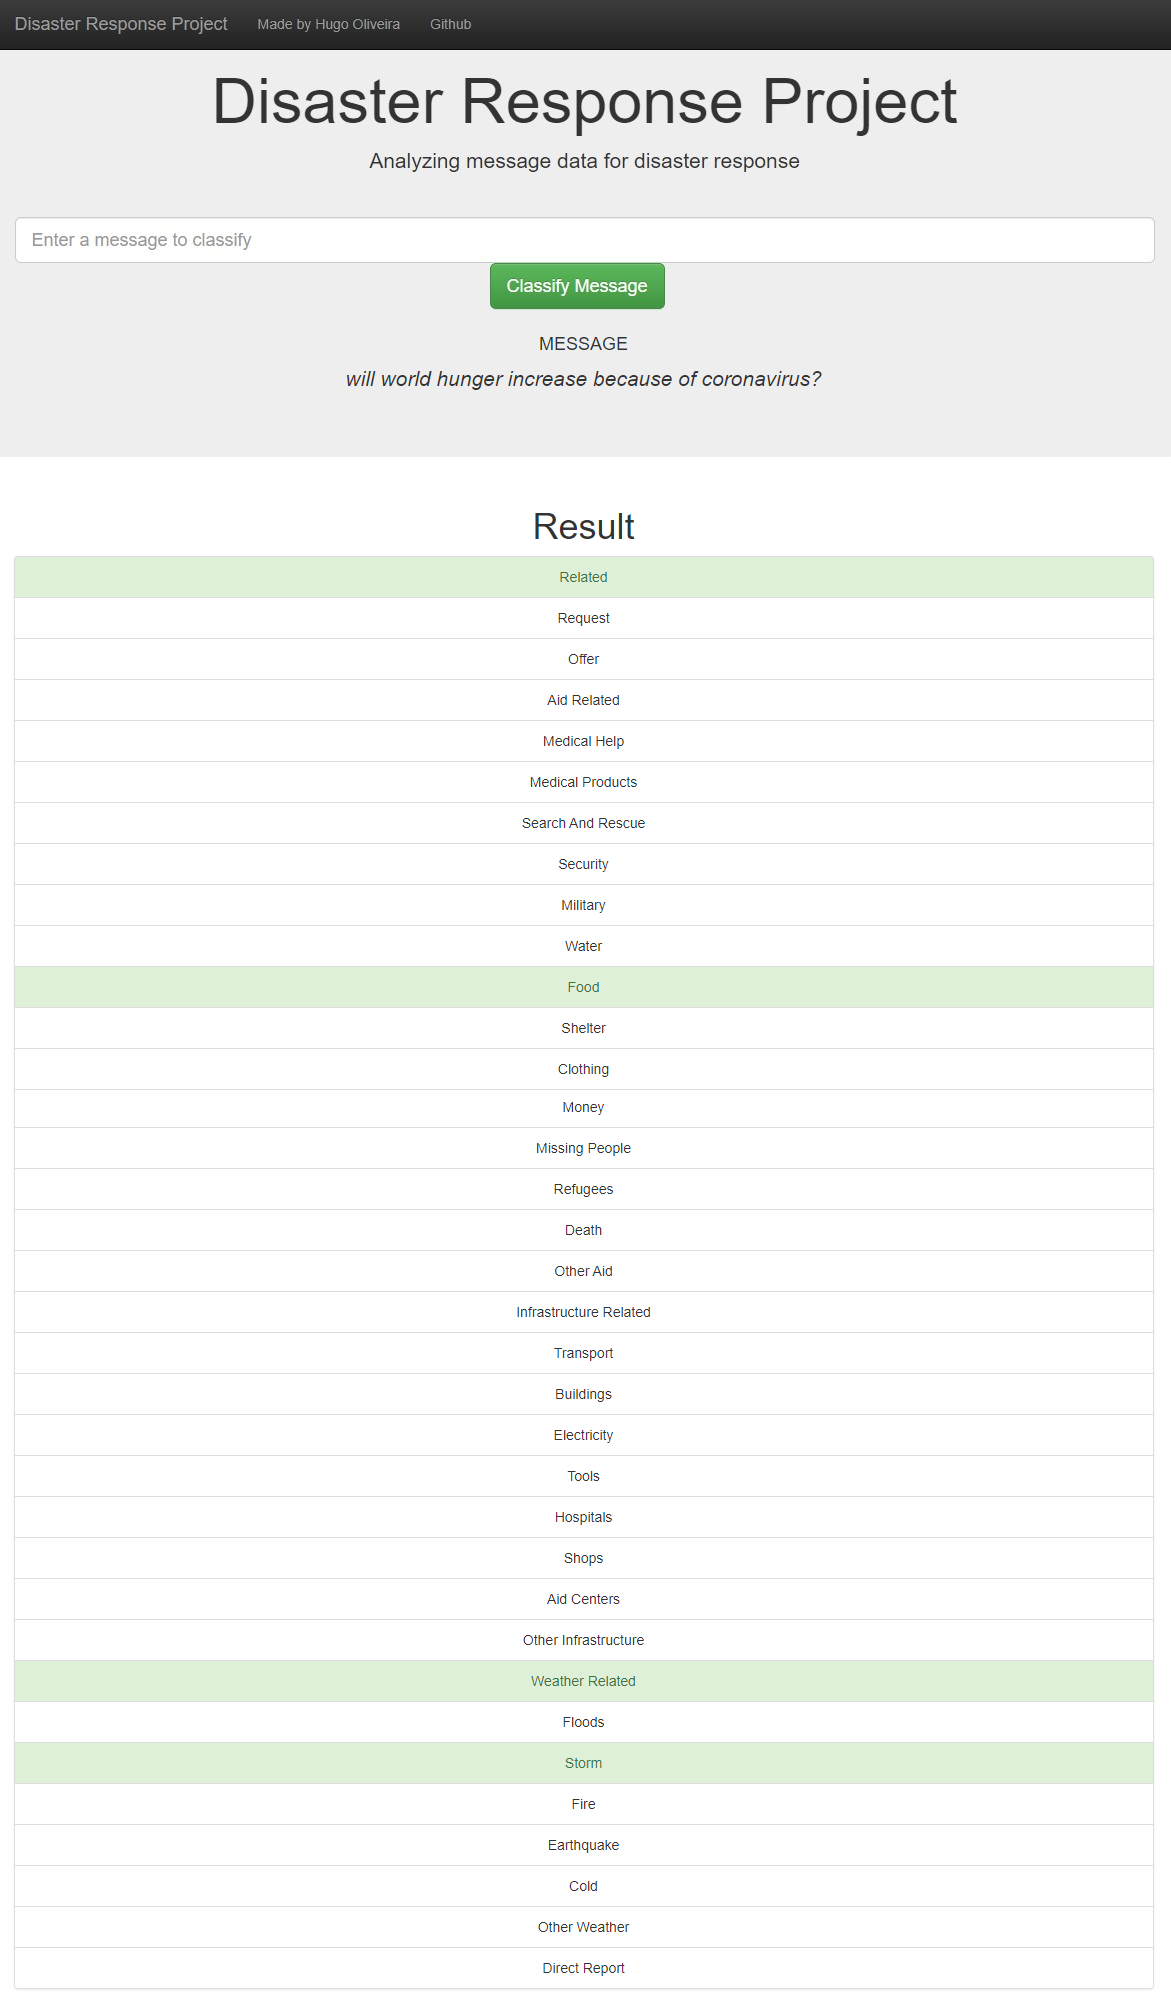 Disaster Response Project Made by Hugo Oliveira Github
Disaster Response Project
Analyzing message data for disaster response
Enter a message to classify
Classify Message
MESSAGE
will world hunger increase because of coronavirus?
Result
Related
Request
Offer
Aid Related
Medical Help
Medical Products
Search And Rescue
Security
Military
Water
Food
Shelter
Clothing
Money
Missing People
Refugees
Death
Other Aid
Infrastructure Related
Transport
Buildings
Electricity
Tools
Hospitals
Shops
Aid Centers
Other Infrastructure
Weather Related
Floods
Storm
Fire
Earthquake
Cold
Other Weather
Direct Report